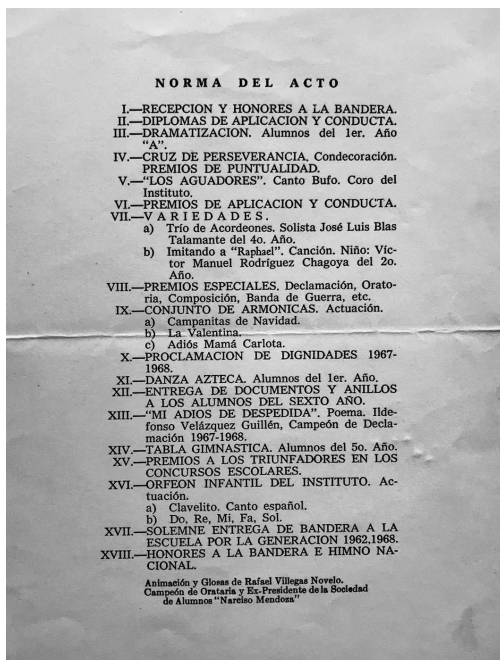 NORMA DEL ACTO
I.—RECEPCION Y HONORES A LA BANDERA.
II.—DIPLOMAS DE APLICACION Y CONDUCTA.
III.—DRAMATIZACION. Alumnos del 1er. Año
"A".
IV.—CRUZ DE PERSEVERANCIA. Condecoración.
PREMIOS DE PUNTUALIDAD.
V.—"LOS AGUADORES". Canto Bufo. Coro del
Instituto.
VI.—PREMIOS DE APLICACION Y CONDUCTA.
VII.—VARIEDADES.
a) Trío de Acordeones. Solista José Luis Blas
Talamante del 4o. Año.
b) Imitando a "Raphael". Canción. Niño: Víc-
tor Manuel Rodríguez Chagoya del 2o.
Año.
VIII.—PREMIOS ESPECIALES. Declamación, Orato-
ria, Composición, Banda de Guerra, etc.
IX.—CONJUNTO DE ARMONICAS. Actuación.
a) Campanitas de Navidad.
b) La Valentina.
c) Adiós Mamá Carlota.
X.—PROCLAMACION DE DIGNIDADES 1967-
1968.
XI.—DANZA AZTECA. Alumnos del 1er. Año.
XII.—ENTREGA DE DOCUMENTOS Y ANILLOS
A LOS ALUMNOS DEL SEXTO AÑO.
XIII.—"MI ADIOS DE DESPEDIDA". Poema. Ilde-
fonso Velázquez Guillén, Campeón de Decla-
mación 1967-1968.
XIV.—TABLA GIMNASTICA. Alumnos del 5o. Año.
XV.—PREMIOS A LOS TRIUNFADORES EN LOS
CONCURSOS ESCOLARES.
XVI.—ORFEON INFANTIL DEL INSTITUTO. Ac-
tuación.
a) Clavelito. Canto español.
b) Do, Re, Mi, Fa, Sol.
XVII.—SOLEMNE ENTREGA DE BANDERA A LA
ESCUELA POR LA GENERACION 1962,1968.
XVIII.—HONORES A LA BANDERA E HIMNO NA-
CIONAL.
Animación y Glosas de Rafael Villegas Novelo.
Campeón de Orataria y Ex-Presidente de la Sociedad
de Alumnos "Narciso Mendoza"